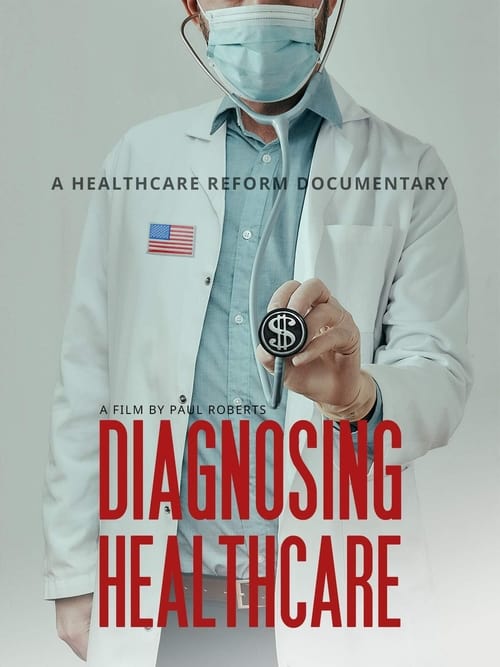 A HEALTHCARE REFORM DOCUMENTARY
$
A FILM BY PAUL ROBERTS
DIAGNOSING
HEALTHCARE